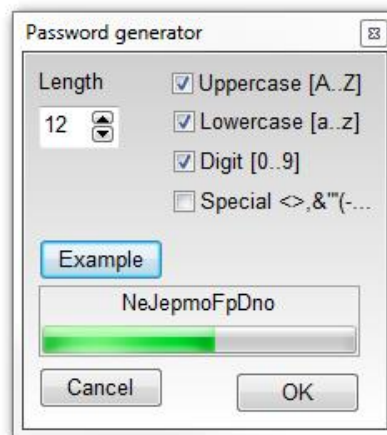 Password generator
Length
12
Uppercase [A..Z]
Lowercase [a..z]
Digit [0..9]
Special <>,&'"(-...
Example
NeJepmoFpDno
Cancel
OK